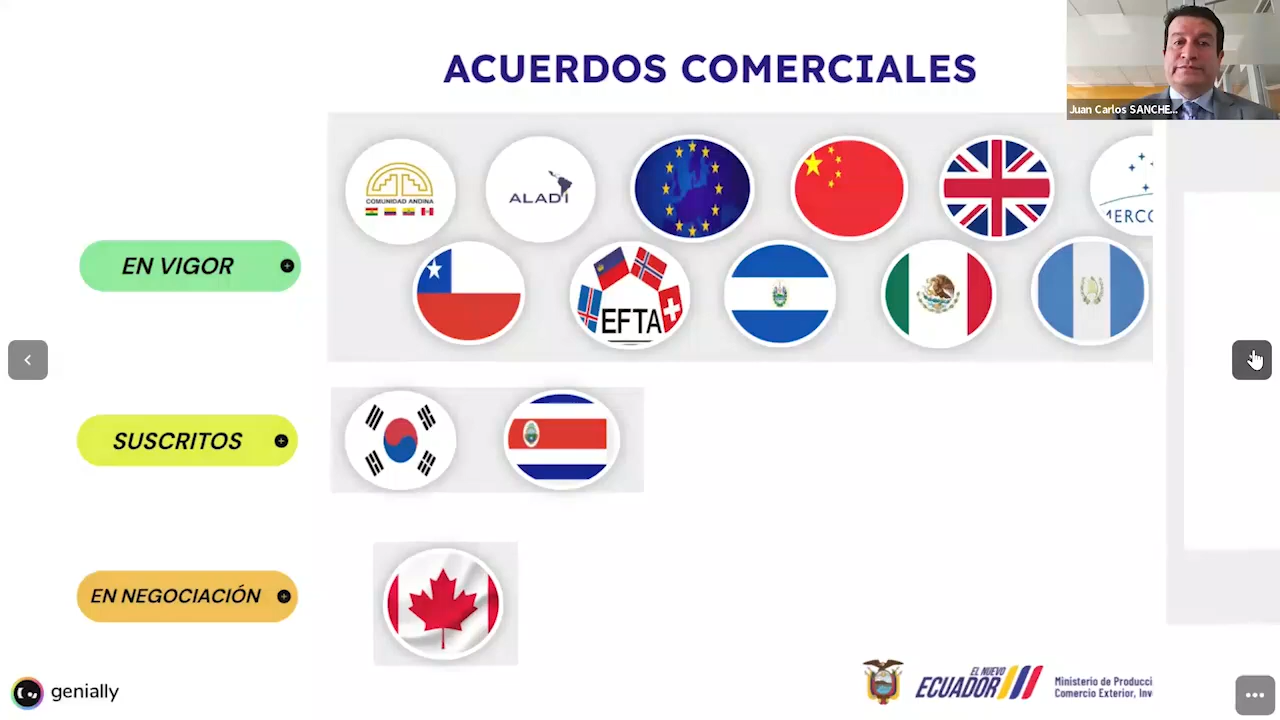 ACUERDOS COMERCIALES
Juan Carlos SANCHE...
COMUNIDAD ANDINA
ALADI
MERCO
EN VIGOR
EFTA
SUSCRITOS
EN NEGOCIACIÓN
genially
EL NUEVO
ECUADOR
Ministerio de Producci
Comercio Exterior, Inv